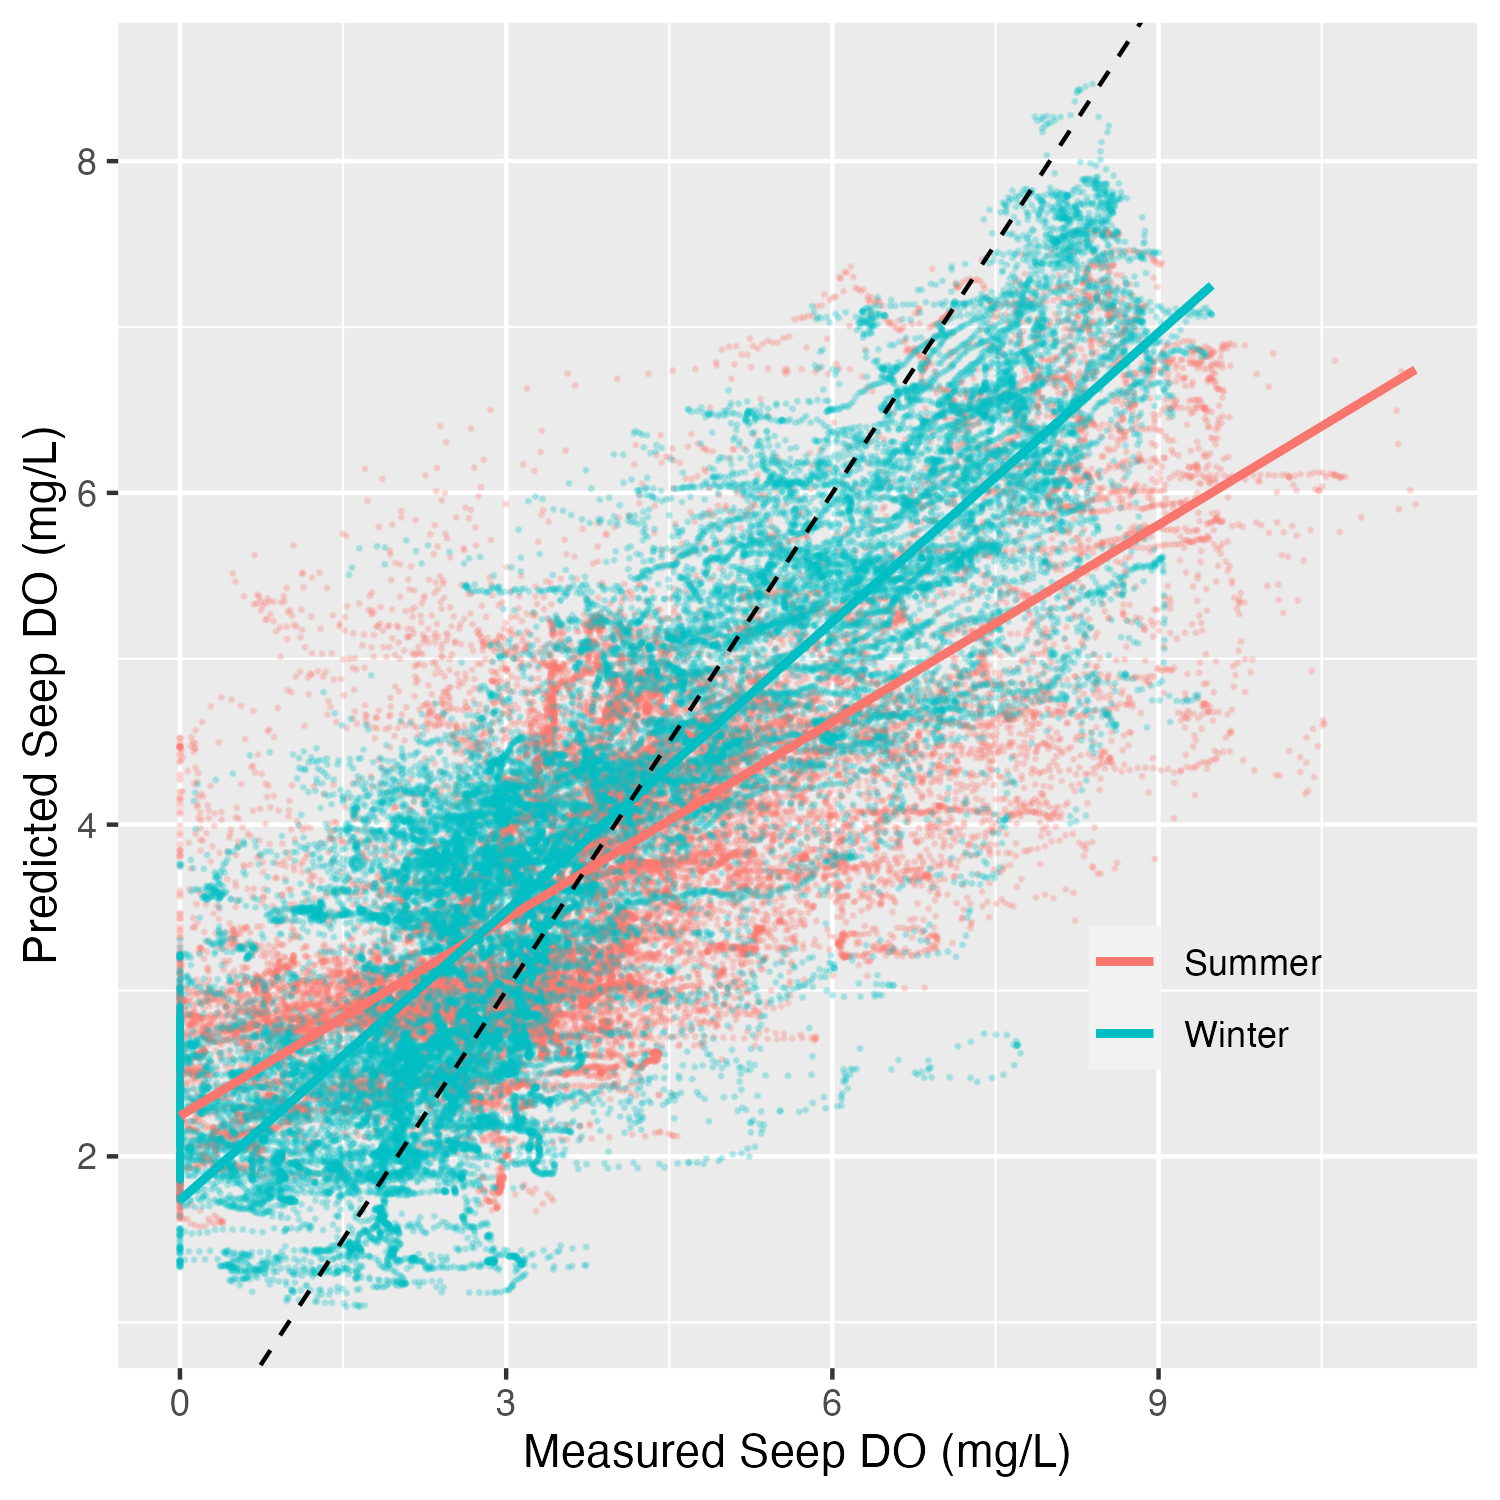 8
6
4
2
Predicted Seep DO (mg/L)
Summer
Winter
0 3 6 9
Measured Seep DO (mg/L)